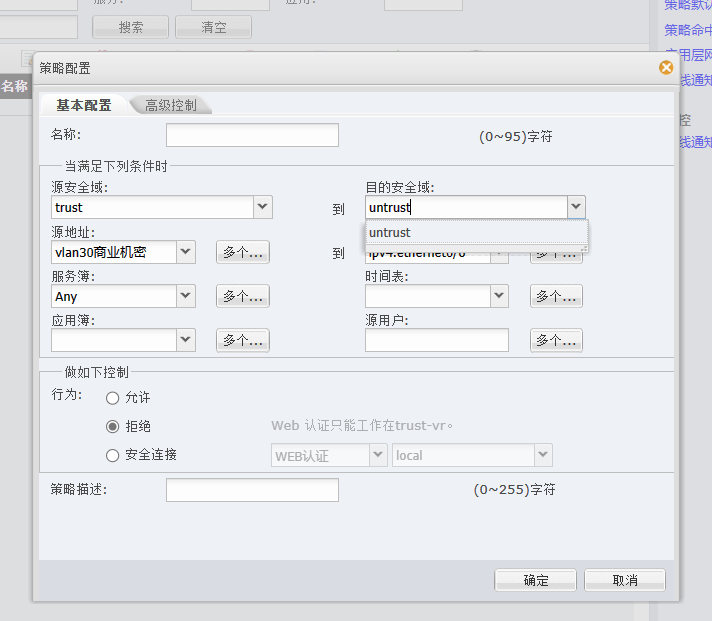 服务:
应用:
搜索
清空
策略默认
策略命中
应用层网
线通知
名称
控
线通知
策略配置
基本配置
高级控制
名称:
(0~95)字符
当满足下列条件时
源安全域:
目的安全域:
trust
到
untrust
untrust
源地址:
vlan30商业机密
多个...
到
ipv4.ethernet0/0
多个...
服务簿:
时间表:
Any
多个...
多个...
应用簿:
源用户:
多个...
多个...
做如下控制
行为:
允许
拒绝
Web 认证只能工作在trust-vr。
安全连接
WEB认证
local
策略描述:
(0~255)字符
确定
取消